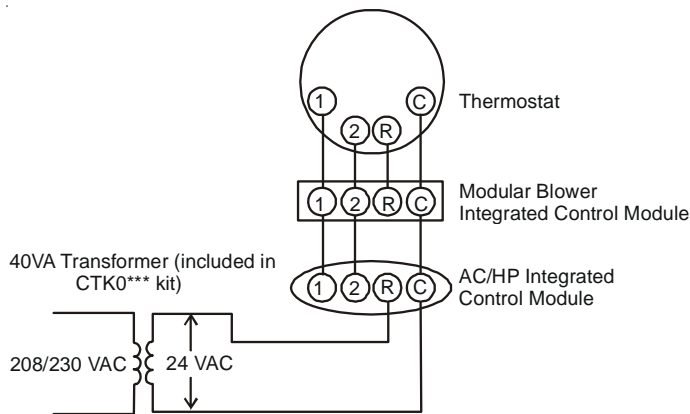 1
C
Thermostat
2
R
1
2
R
C
Modular Blower
Integrated Control Module
40VA Transformer (included in
CTK0*** kit)
1
2
R
C
AC/HP Integrated
Control Module
208/230 VAC
24 VAC